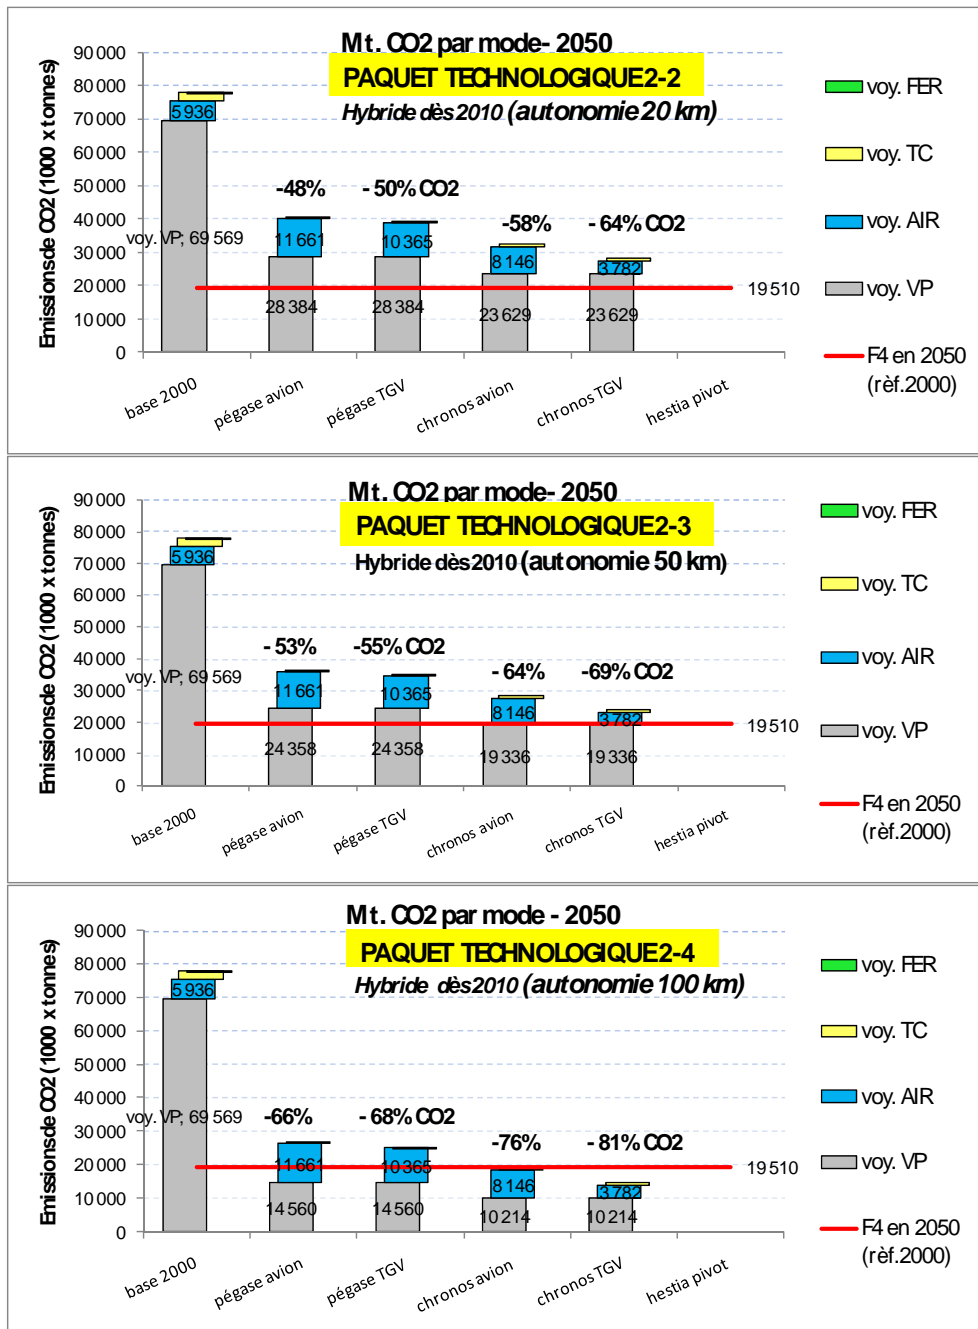 Mt. CO2 par mode- 2050
PAQUET TECHNOLOGIQUE 2-2
Hybride dès 2010 (autonomie 20 km)
Emissions de CO2 (1000 x tonnes)
90 000
80 000
70 000
60 000
50 000
40 000
30 000
20 000
10 000
0
5 936
voy. VP; 69 569
-48%
- 50% CO2
-58%
- 64% CO2
11 661
10 365
8 146
3 782
28 384
28 384
23 629
23 629
19 510
base 2000
pégase avion
pégase TGV
chronos avion
chronos TGV
hestia pivot
voy. FER
voy. TC
voy. AIR
voy. VP
F4 en 2050
(rèf.2000)
Mt. CO2 par mode- 2050
PAQUET TECHNOLOGIQUE 2-3
Hybride dès 2010 (autonomie 50 km)
Emissions de CO2 (1000 x tonnes)
90 000
80 000
70 000
60 000
50 000
40 000
30 000
20 000
10 000
0
5 936
voy. VP; 69 569
- 53%
-55% CO2
- 64%
-69% CO2
11 661
10 365
8 146
3 782
24 358
24 358
19 336
19 336
19 510
base 2000
pégase avion
pégase TGV
chronos avion
chronos TGV
hestia pivot
voy. FER
voy. TC
voy. AIR
voy. VP
F4 en 2050
(rèf.2000)
Mt. CO2 par mode - 2050
PAQUET TECHNOLOGIQUE 2-4
Hybride dès 2010 (autonomie 100 km)
Emissions de CO2 (1000 x tonnes)
90 000
80 000
70 000
60 000
50 000
40 000
30 000
20 000
10 000
0
5 936
voy. VP; 69 569
-66%
- 68% CO2
-76%
- 81% CO2
11 661
10 365
8 146
3 782
14 560
14 560
10 214
10 214
19 510
base 2000
pégase avion
pégase TGV
chronos avion
chronos TGV
hestia pivot
voy. FER
voy. TC
voy. AIR
voy. VP
F4 en 2050
(rèf.2000)